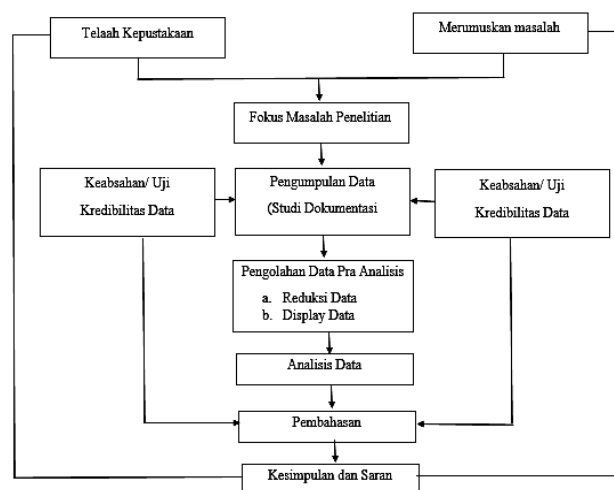 Telaah Kepustakaan
Merumuskan masalah
Fokus Masalah Penelitian
Keabsahan/ Uji
Kredibilitas Data
Pengumpulan Data
(Studi Dokumentasi
Keabsahan/ Uji
Kredibilitas Data
Pengolahan Data Pra Analisis
a. Reduksi Data
b. Display Data
Analisis Data
Pembahasan
Kesimpulan dan Saran